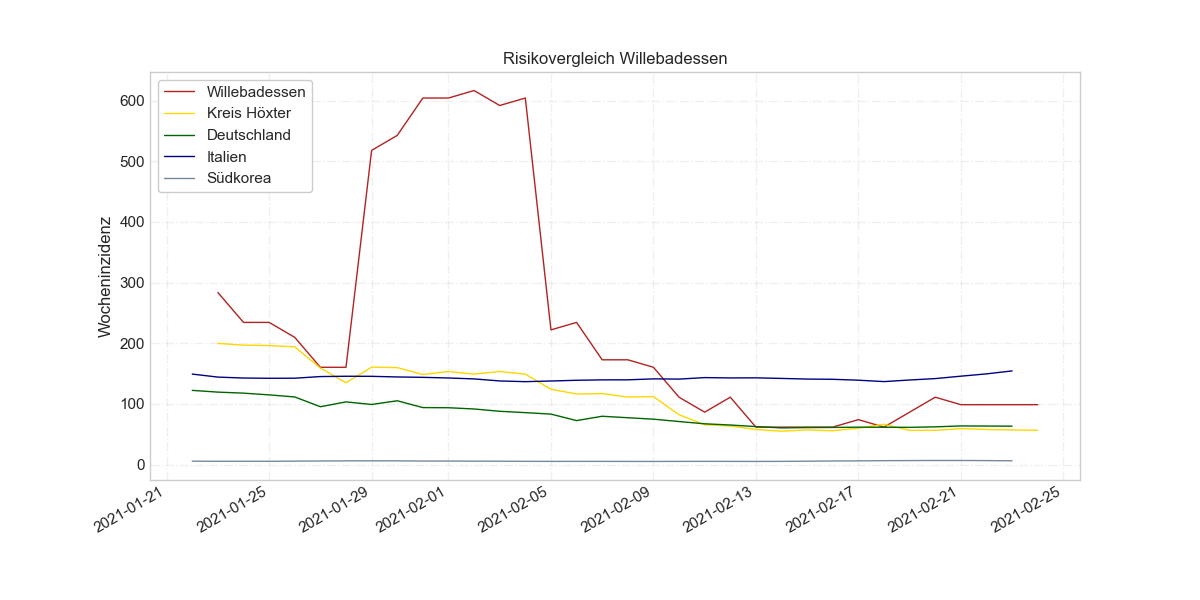 Risikovergleich Willebadessen
Willebadessen
Kreis Höxter
Deutschland
Italien
Südkorea
Wocheninzidenz
600
500
400
300
200
100
0
2021-01-21
2021-01-25
2021-01-29
2021-02-01
2021-02-05
2021-02-09
2021-02-13
2021-02-17
2021-02-21
2021-02-25